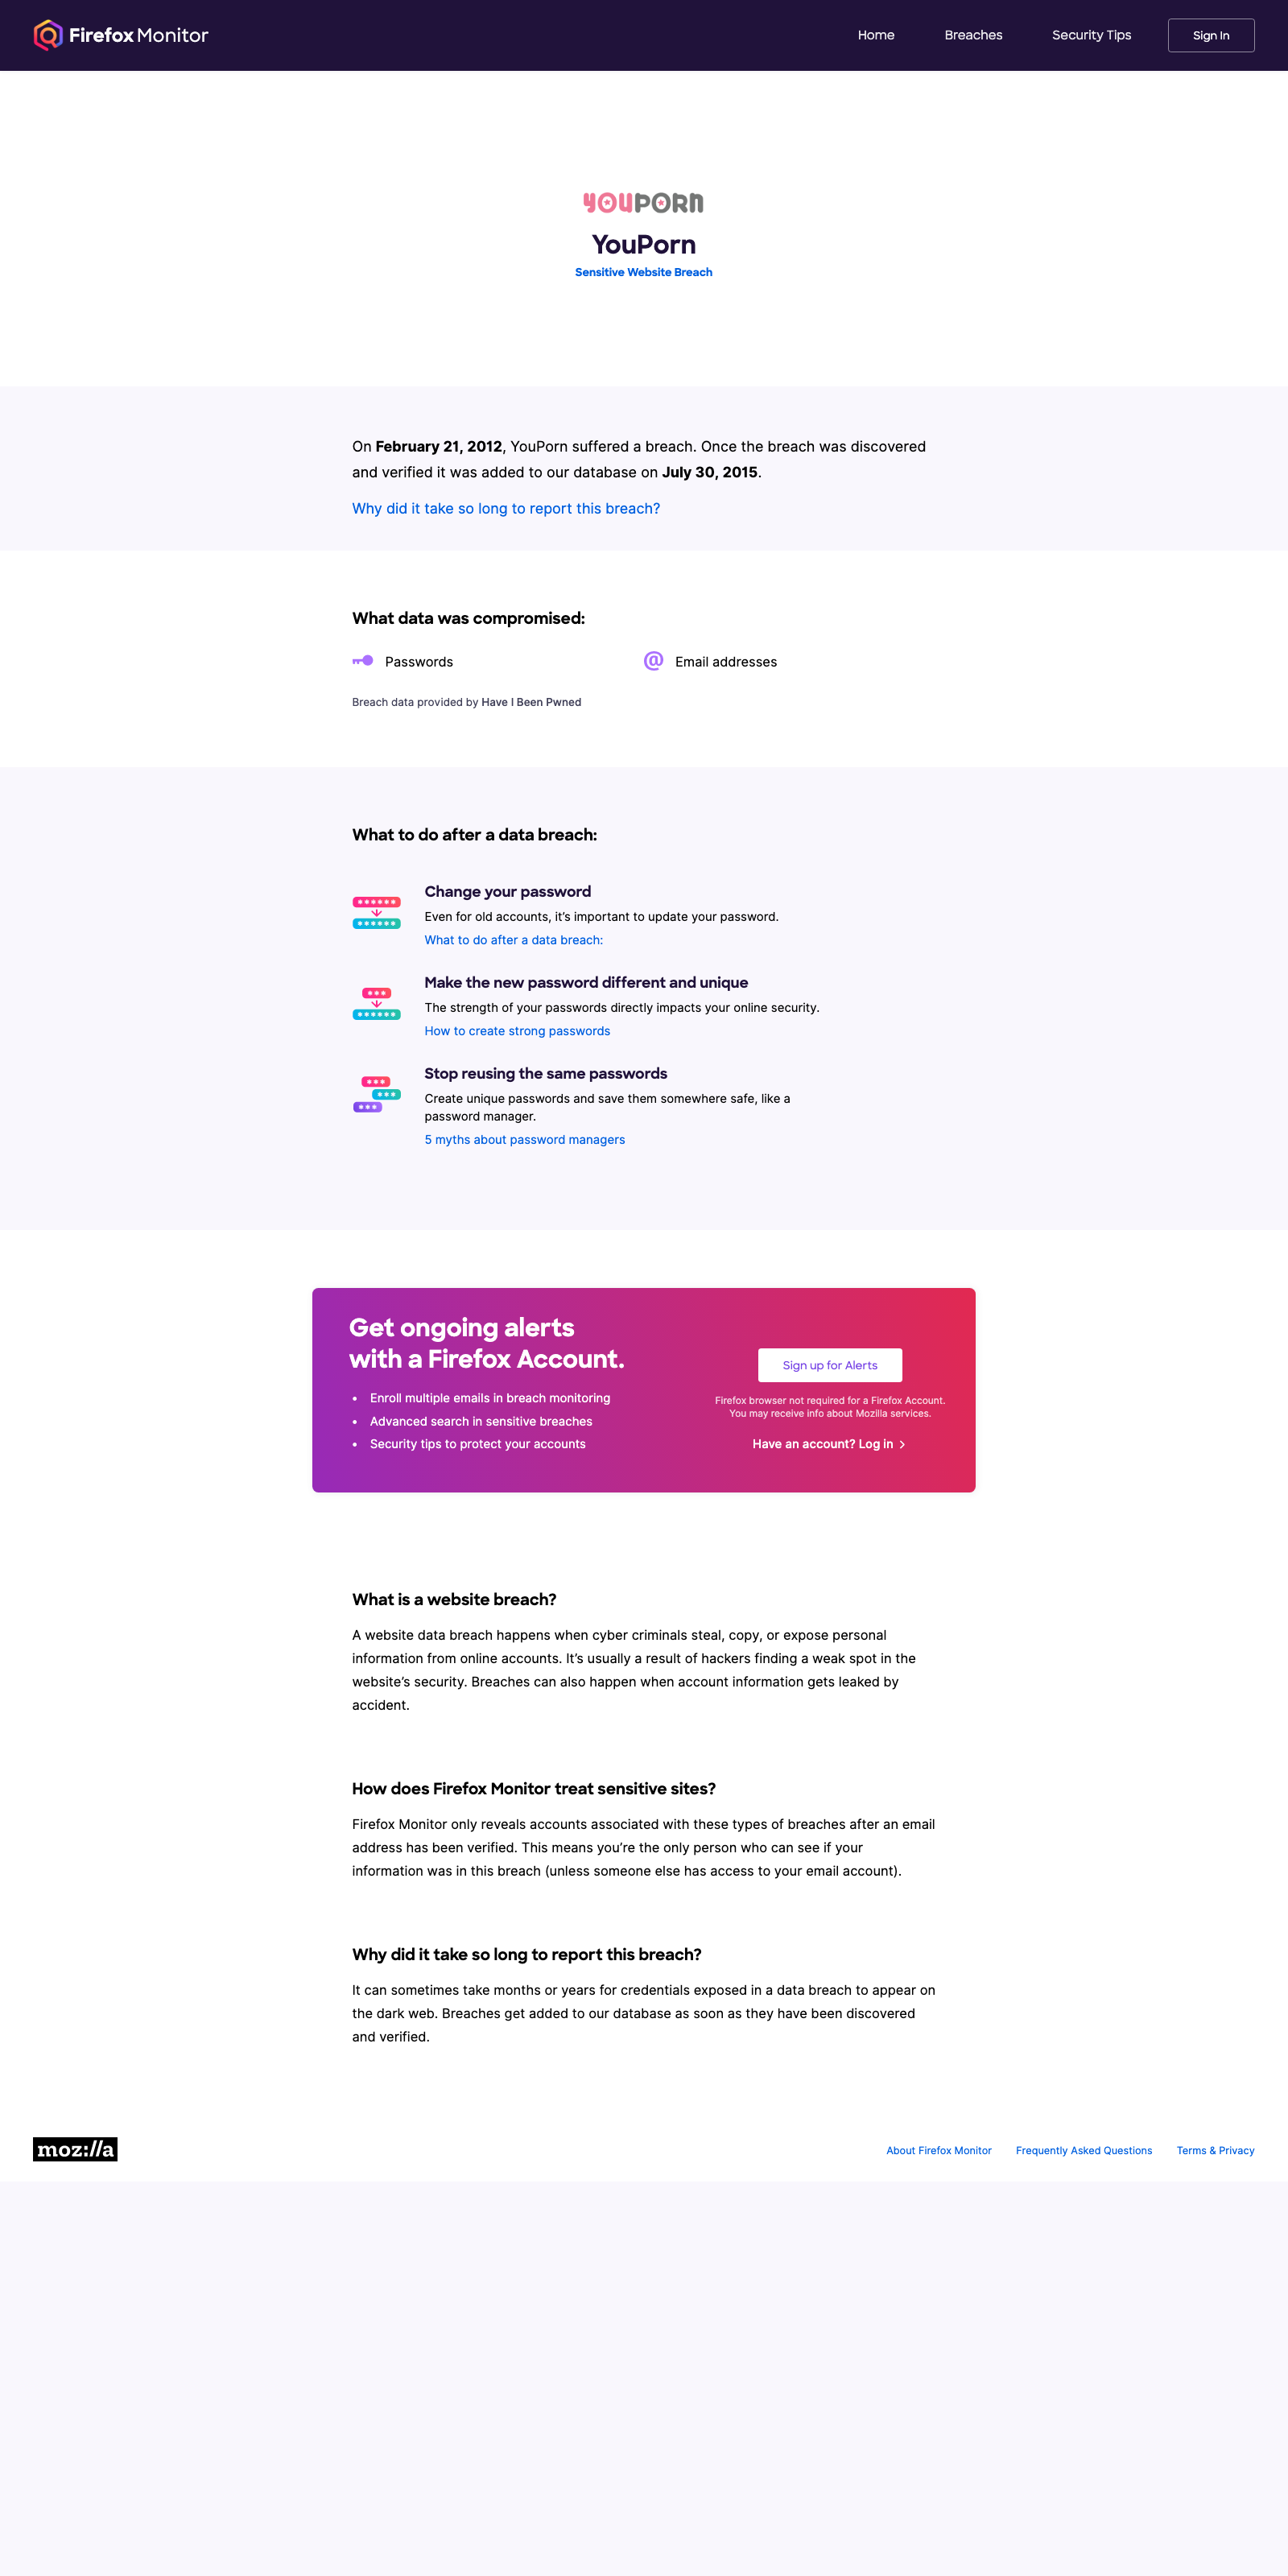 Firefox Monitor
Home
Breaches
Security Tips
Sign In
YOUPORN
YouPorn
Sensitive Website Breach
On February 21, 2012, YouPorn suffered a breach. Once the breach was discovered
and verified it was added to our database on July 30, 2015.
Why did it take so long to report this breach?
What data was compromised:
Passwords
@ Email addresses
Breach data provided by Have I Been Pwned
What to do after a data breach:
Change your password
Even for old accounts, it’s important to update your password.
What to do after a data breach:
Make the new password different and unique
The strength of your passwords directly impacts your online security.
How to create strong passwords
Stop reusing the same passwords
Create unique passwords and save them somewhere safe, like a
password manager.
5 myths about password managers
Get ongoing alerts
with a Firefox Account.
• Enroll multiple emails in breach monitoring
• Advanced search in sensitive breaches
• Security tips to protect your accounts
Sign up for Alerts
Firefox browser not required for a Firefox Account.
You may receive info about Mozilla services.
Have an account? Log in
What is a website breach?
A website data breach happens when cyber criminals steal, copy, or expose personal
information from online accounts. It’s usually a result of hackers finding a weak spot in the
website’s security. Breaches can also happen when account information gets leaked by
accident.
How does Firefox Monitor treat sensitive sites?
Firefox Monitor only reveals accounts associated with these types of breaches after an email
address has been verified. This means you’re the only person who can see if your
information was in this breach (unless someone else has access to your email account).
Why did it take so long to report this breach?
It can sometimes take months or years for credentials exposed in a data breach to appear on
the dark web. Breaches get added to our database as soon as they have been discovered
and verified.
moz://a
About Firefox Monitor
Frequently Asked Questions
Terms & Privacy